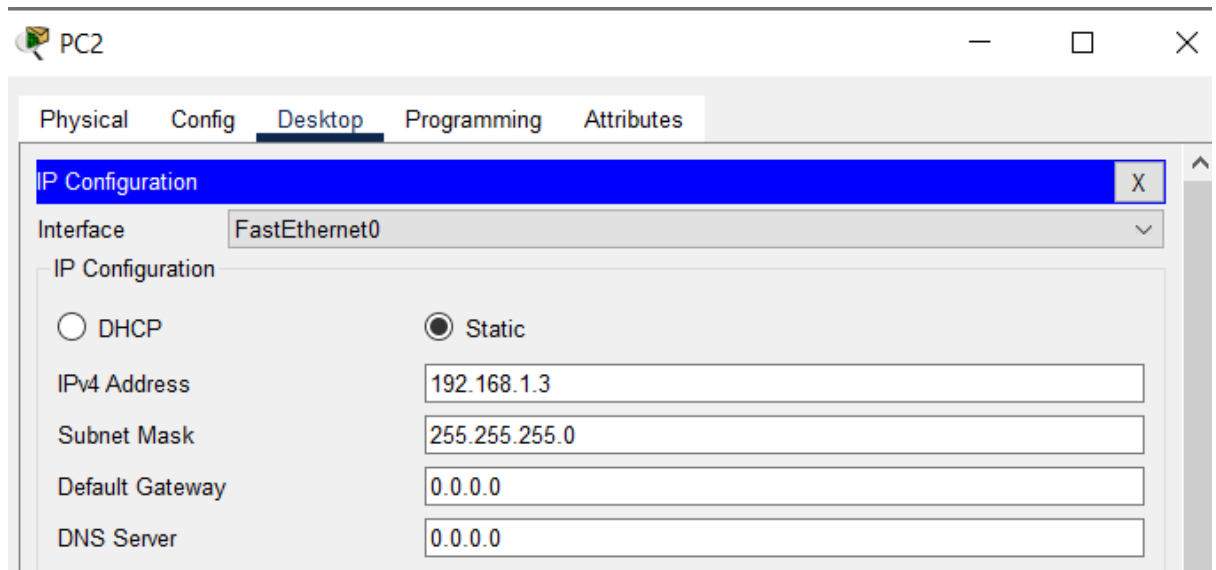 PC2
Physical Config Desktop Programming Attributes
IP Configuration X
Interface FastEthernet0
IP Configuration
DHCP Static
IPv4 Address 192.168.1.3
Subnet Mask 255.255.255.0
Default Gateway 0.0.0.0
DNS Server 0.0.0.0